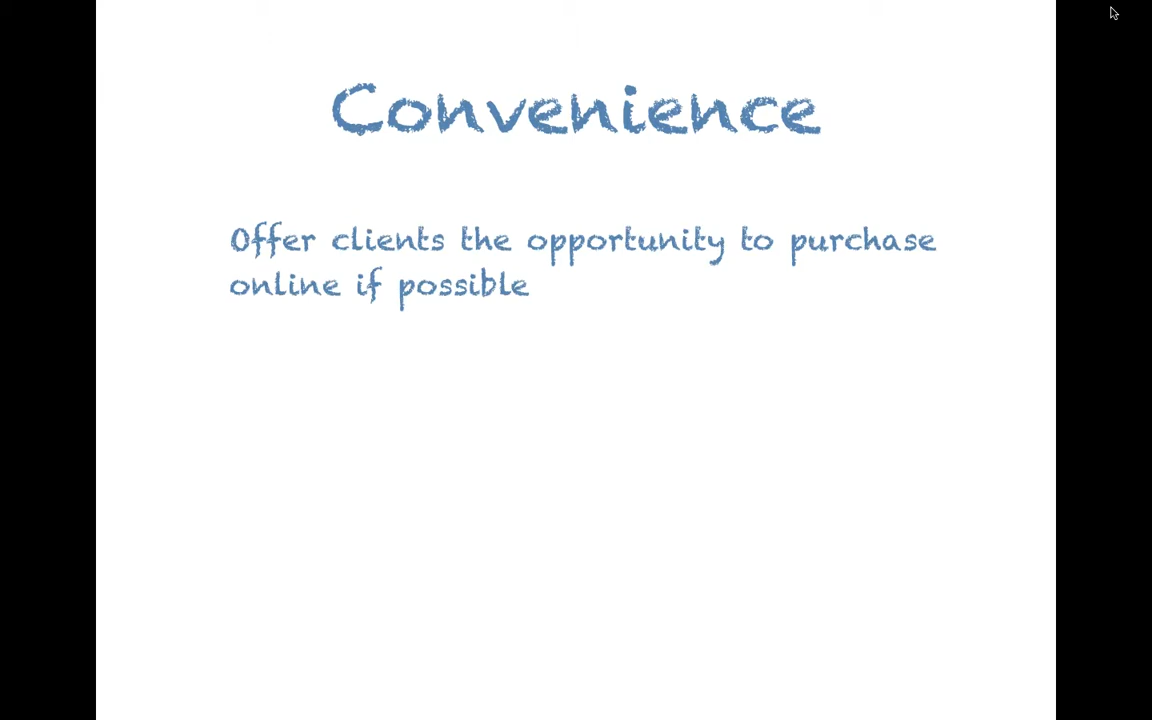 Convenience
Offer clients the opportunity to purchase
online if possible